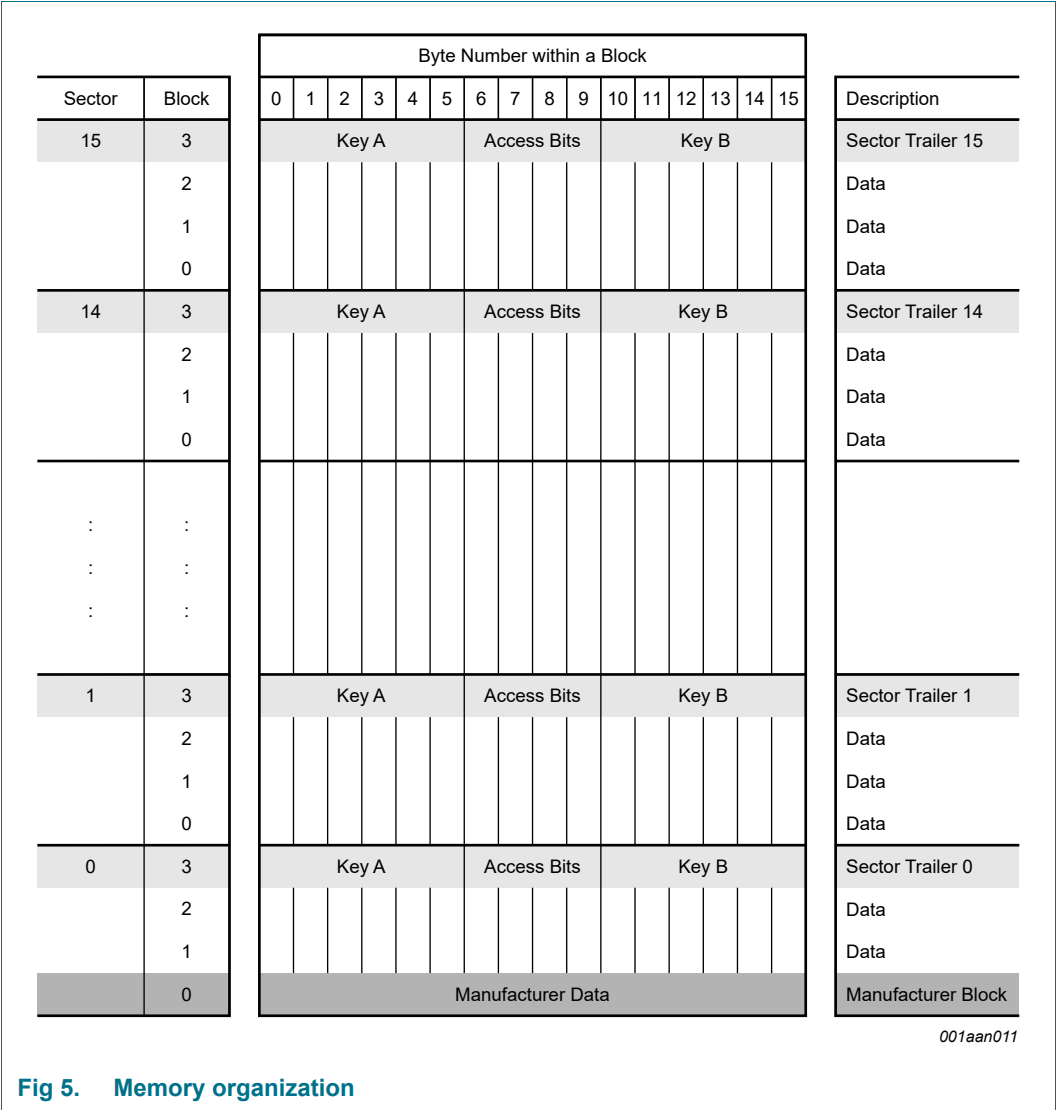 Byte Number within a Block
Sector Block 0 1 2 3 4 5 6 7 8 9 10 11 12 13 14 15 Description
15 3 Key A Access Bits Key B Sector Trailer 15
2 Data
1 Data
0 Data
14 3 Key A Access Bits Key B Sector Trailer 14
2 Data
1 Data
0 Data
: :
: :
: :
1 3 Key A Access Bits Key B Sector Trailer 1
2 Data
1 Data
0 Data
0 3 Key A Access Bits Key B Sector Trailer 0
2 Data
1 Data
0 Manufacturer Data Manufacturer Block
001aan011
Fig 5. Memory organization